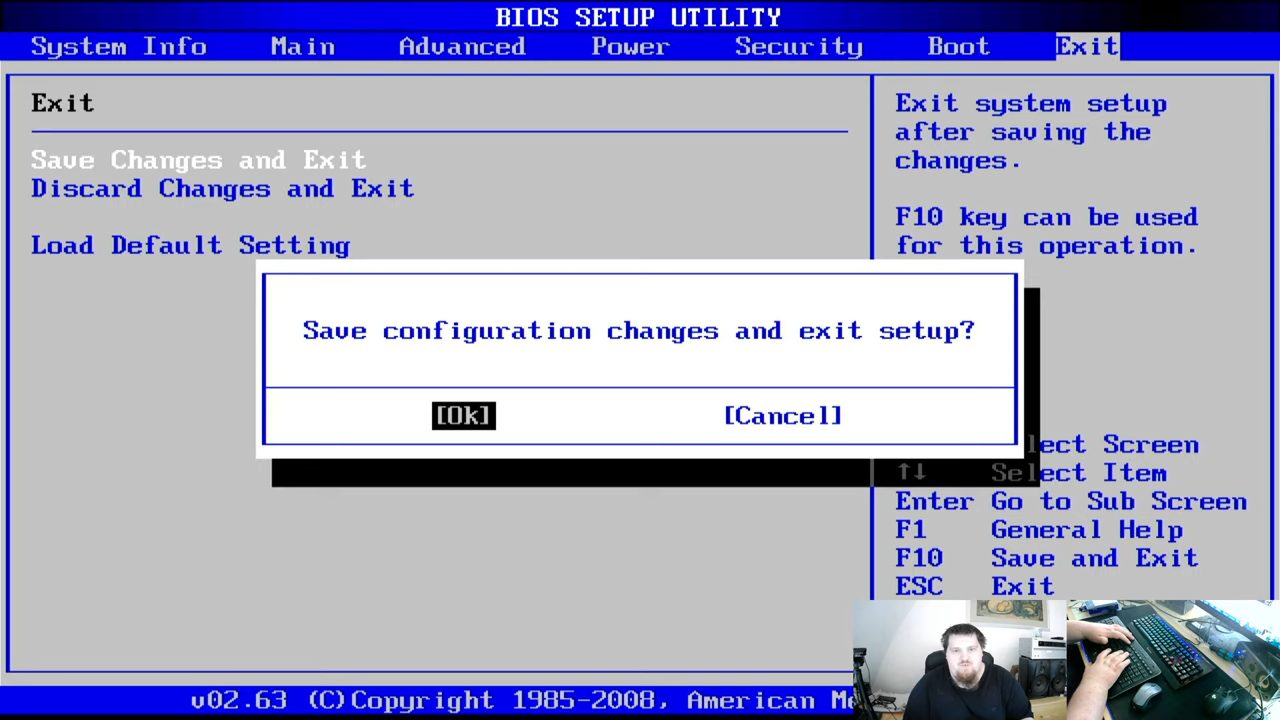 BIOS SETUP UTILITY
System Info Main Advanced Power Security Boot Exit
Exit
Save Changes and Exit
Discard Changes and Exit
Load Default Setting
Exit system setup
after saving the
changes.
F10 key can be used
for this operation.
Save configuration changes and exit setup?
[Ok] [Cancel]
lect Screen
↑↓ Select Item
Enter Go to Sub Screen
F1 General Help
F10 Save and Exit
ESC Exit
v02.63 (C)Copyright 1985-2008, American